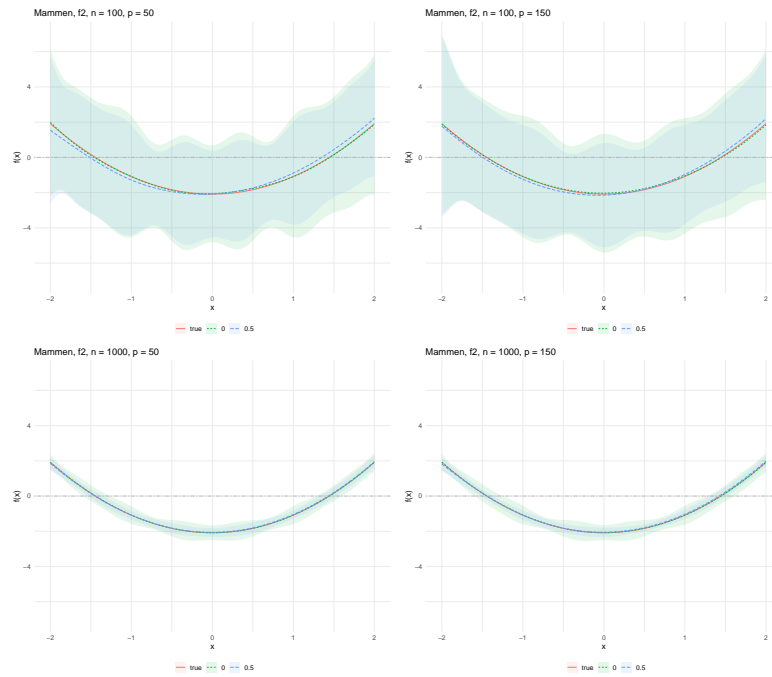 Mammen, f2, n = 100, p = 50
4
0
−4
f(x)
−2
−1
0
1
2
x
true
0
0.5
Mammen, f2, n = 100, p = 150
4
0
−4
f(x)
−2
−1
0
1
2
x
true
0
0.5
Mammen, f2, n = 1000, p = 50
4
0
−4
f(x)
−2
−1
0
1
2
x
true
0
0.5
Mammen, f2, n = 1000, p = 150
4
0
−4
f(x)
−2
−1
0
1
2
x
true
0
0.5